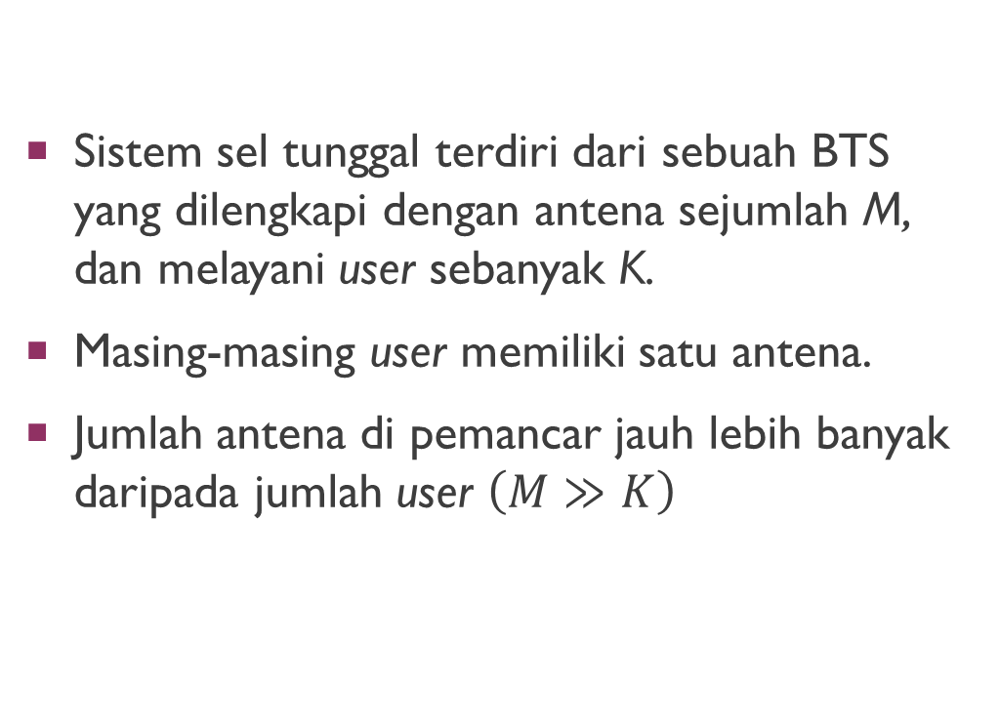 ▪ Sistem sel tunggal terdiri dari sebuah BTS
yang dilengkapi dengan antena sejumlah M,
dan melayani user sebanyak K.
▪ Masing-masing user memiliki satu antena.
▪ Jumlah antena di pemancar jauh lebih banyak
daripada jumlah user (M ≫ K)